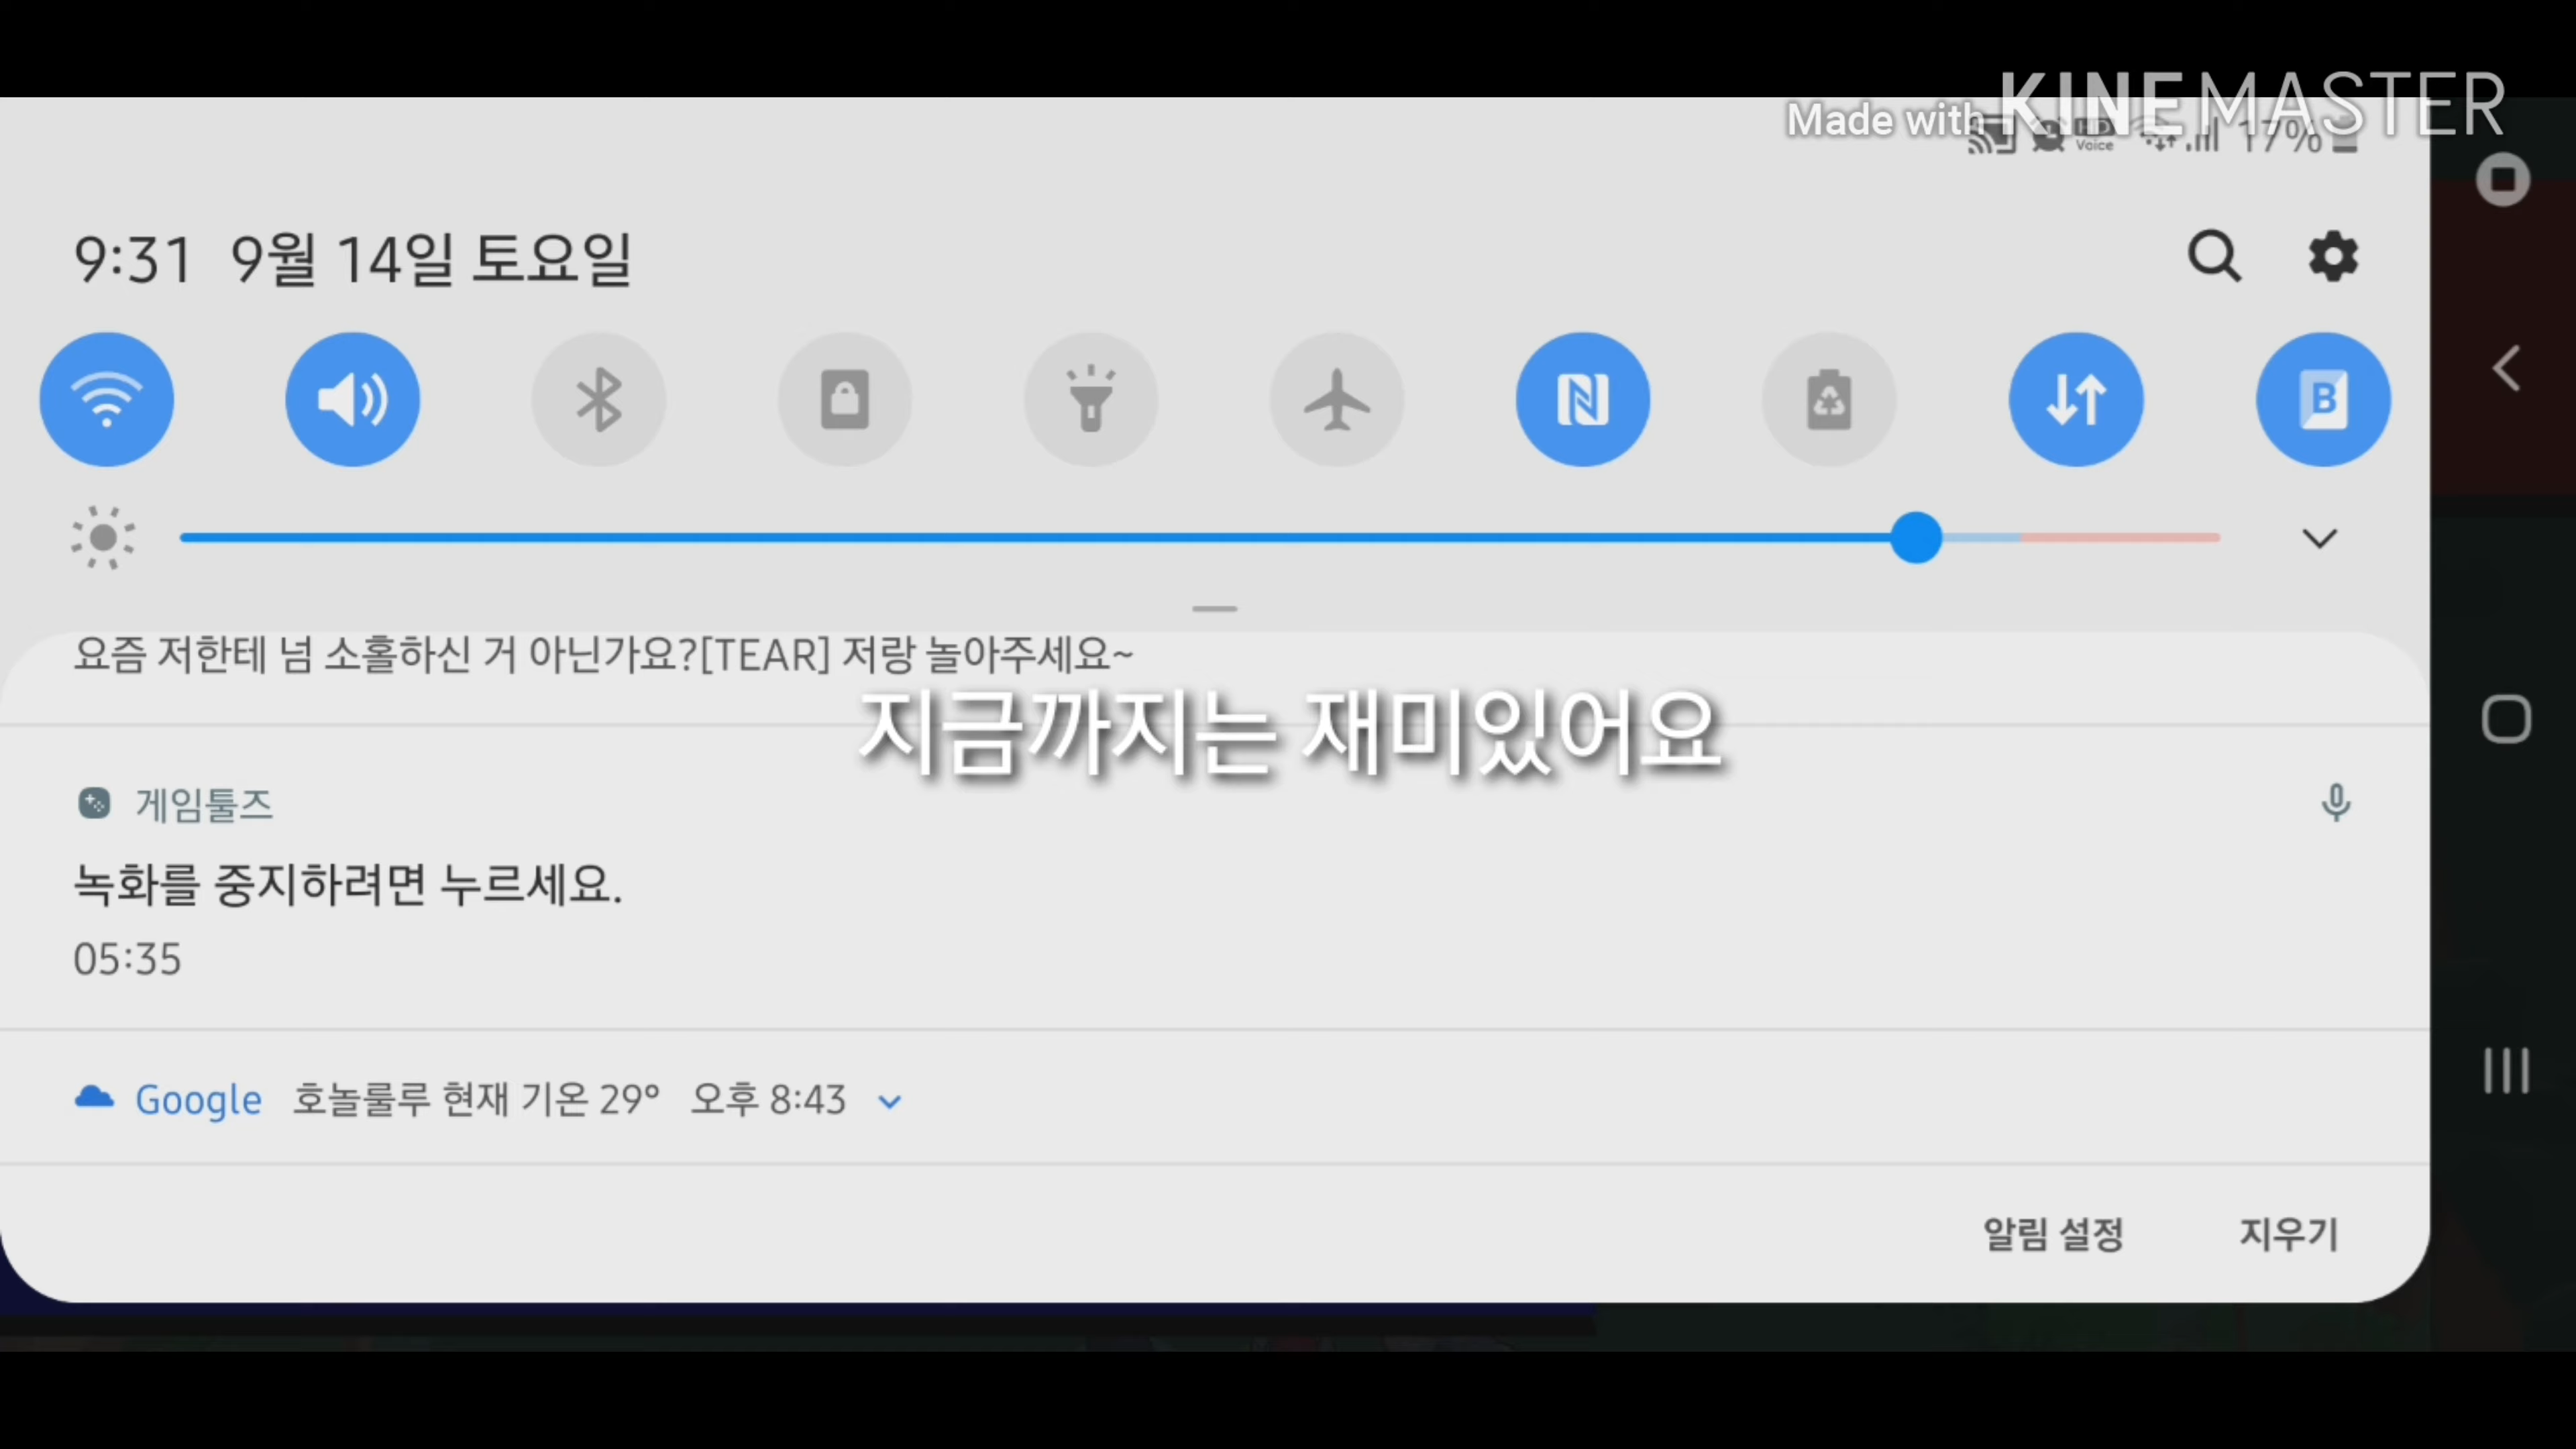 Made with KINEMASTER
HD Voice 17%
9:31 9월 14일 토요일
B
요즘 저한테 넘 소홀하신 거 아닌가요?[TEAR] 저랑 놀아주세요~
지금까지는 재미있어요
게임툴즈
녹화를 중지하려면 누르세요.
05:35
Google 호놀룰루 현재 기온 29° 오후 8:43
알림 설정 지우기